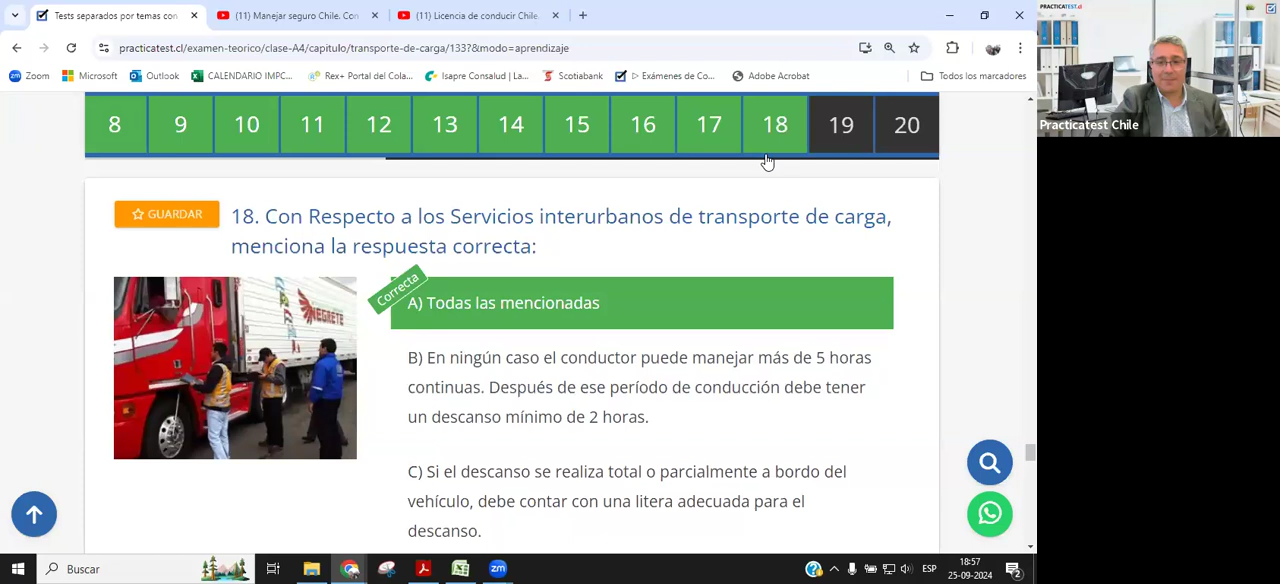 Tests separados por temas con
(11) Manejar seguro Chile.
(11) Licencia de conducir Chile.
practicatest.cl/examen-teorico/clase-A4/capitulo/transporte-de-carga/1337810?modo=aprendizaje
Zoom
Microsoft
Outlook
CALENDARIO IMPC...
Rex+ Portal del Cola...
Isapre Consalud | La...
Scotiabank
▷ Exámenes de Co...
Adobe Acrobat
Todos los marcadores
PRACTICATEST.cl
Practicatest Chile
8 9 10 11 12 13 14 15 16 17 18 19 20
GUARDAR
18. Con Respecto a los Servicios interurbanos de transporte de carga,
menciona la respuesta correcta:
Correcta
A) Todas las mencionadas
B) En ningún caso el conductor puede manejar más de 5 horas
continuas. Después de ese período de conducción debe tener
un descanso mínimo de 2 horas.
C) Si el descanso se realiza total o parcialmente a bordo del
vehículo, debe contar con una litera adecuada para el
descanso.
Buscar
zm
ESP
18:57
25-09-2024
2